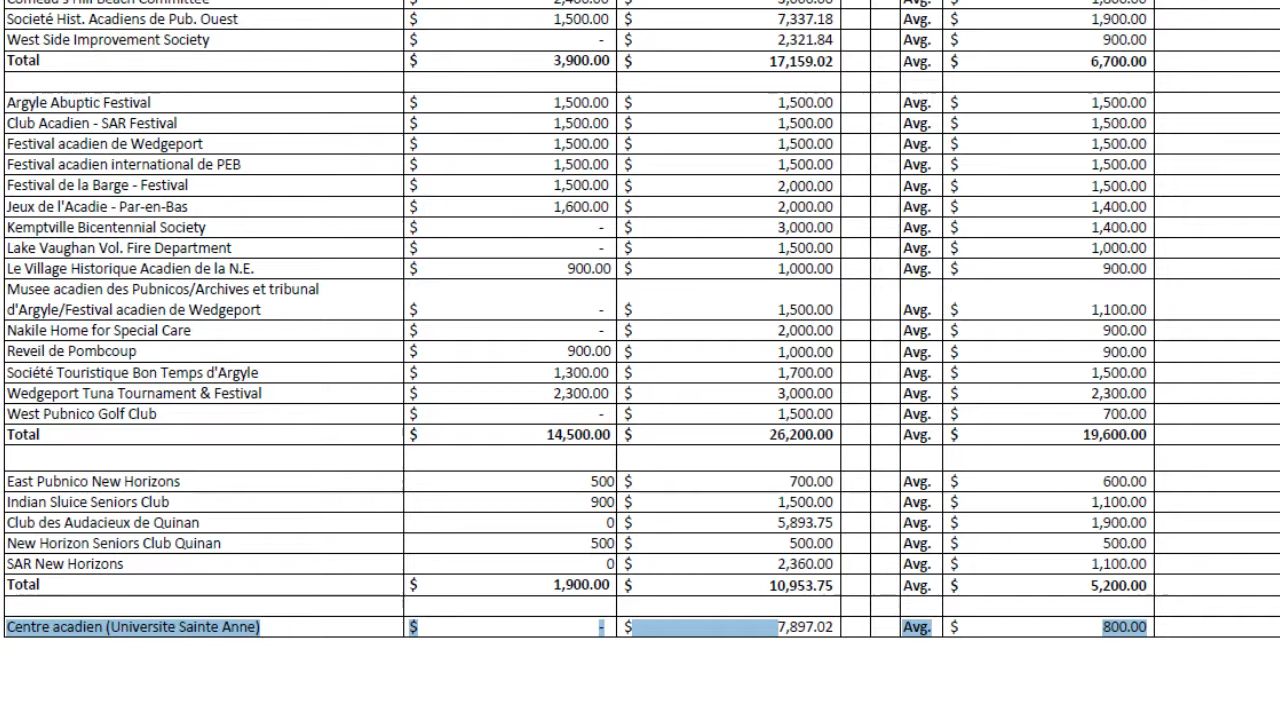 Societé Hist. Acadiens de Pub. Ouest $ 1,500.00 $ 7,337.18 Avg. $ 1,900.00
West Side Improvement Society $ - $ 2,321.84 Avg. $ 900.00
Total $ 3,900.00 $ 17,159.02 Avg. $ 6,700.00
Argyle Abuptic Festival $ 1,500.00 $ 1,500.00 Avg. $ 1,500.00
Club Acadien - SAR Festival $ 1,500.00 $ 1,500.00 Avg. $ 1,500.00
Festival acadien de Wedgeport $ 1,500.00 $ 1,500.00 Avg. $ 1,500.00
Festival acadien international de PEB $ 1,500.00 $ 1,500.00 Avg. $ 1,500.00
Festival de la Barge - Festival $ 1,500.00 $ 2,000.00 Avg. $ 1,500.00
Jeux de l'Acadie - Par-en-Bas $ 1,600.00 $ 2,000.00 Avg. $ 1,400.00
Kemptville Bicentennial Society $ - $ 3,000.00 Avg. $ 1,400.00
Lake Vaughan Vol. Fire Department $ - $ 1,500.00 Avg. $ 1,000.00
Le Village Historique Acadien de la N.E. $ 900.00 $ 1,000.00 Avg. $ 900.00
Musee acadien des Pubnicos/Archives et tribunal
d'Argyle/Festival acadien de Wedgeport $ - $ 1,500.00 Avg. $ 1,100.00
Nakile Home for Special Care $ - $ 2,000.00 Avg. $ 900.00
Reveil de Pombcoup $ 900.00 $ 1,000.00 Avg. $ 900.00
Société Touristique Bon Temps d'Argyle $ 1,300.00 $ 1,700.00 Avg. $ 1,500.00
Wedgeport Tuna Tournament & Festival $ 2,300.00 $ 3,000.00 Avg. $ 2,300.00
West Pubnico Golf Club $ - $ 1,500.00 Avg. $ 700.00
Total $ 14,500.00 $ 26,200.00 Avg. $ 19,600.00
East Pubnico New Horizons 500 $ 700.00 Avg. $ 600.00
Indian Sluice Seniors Club 900 $ 1,500.00 Avg. $ 1,100.00
Club des Audacieux de Quinan 0 $ 5,893.75 Avg. $ 1,900.00
New Horizon Seniors Club Quinan 500 $ 500.00 Avg. $ 500.00
SAR New Horizons 0 $ 2,360.00 Avg. $ 1,100.00
Total $ 1,900.00 $ 10,953.75 Avg. $ 5,200.00
Centre acadien (Universite Sainte Anne) $ - $ 7,897.02 Avg. $ 800.00